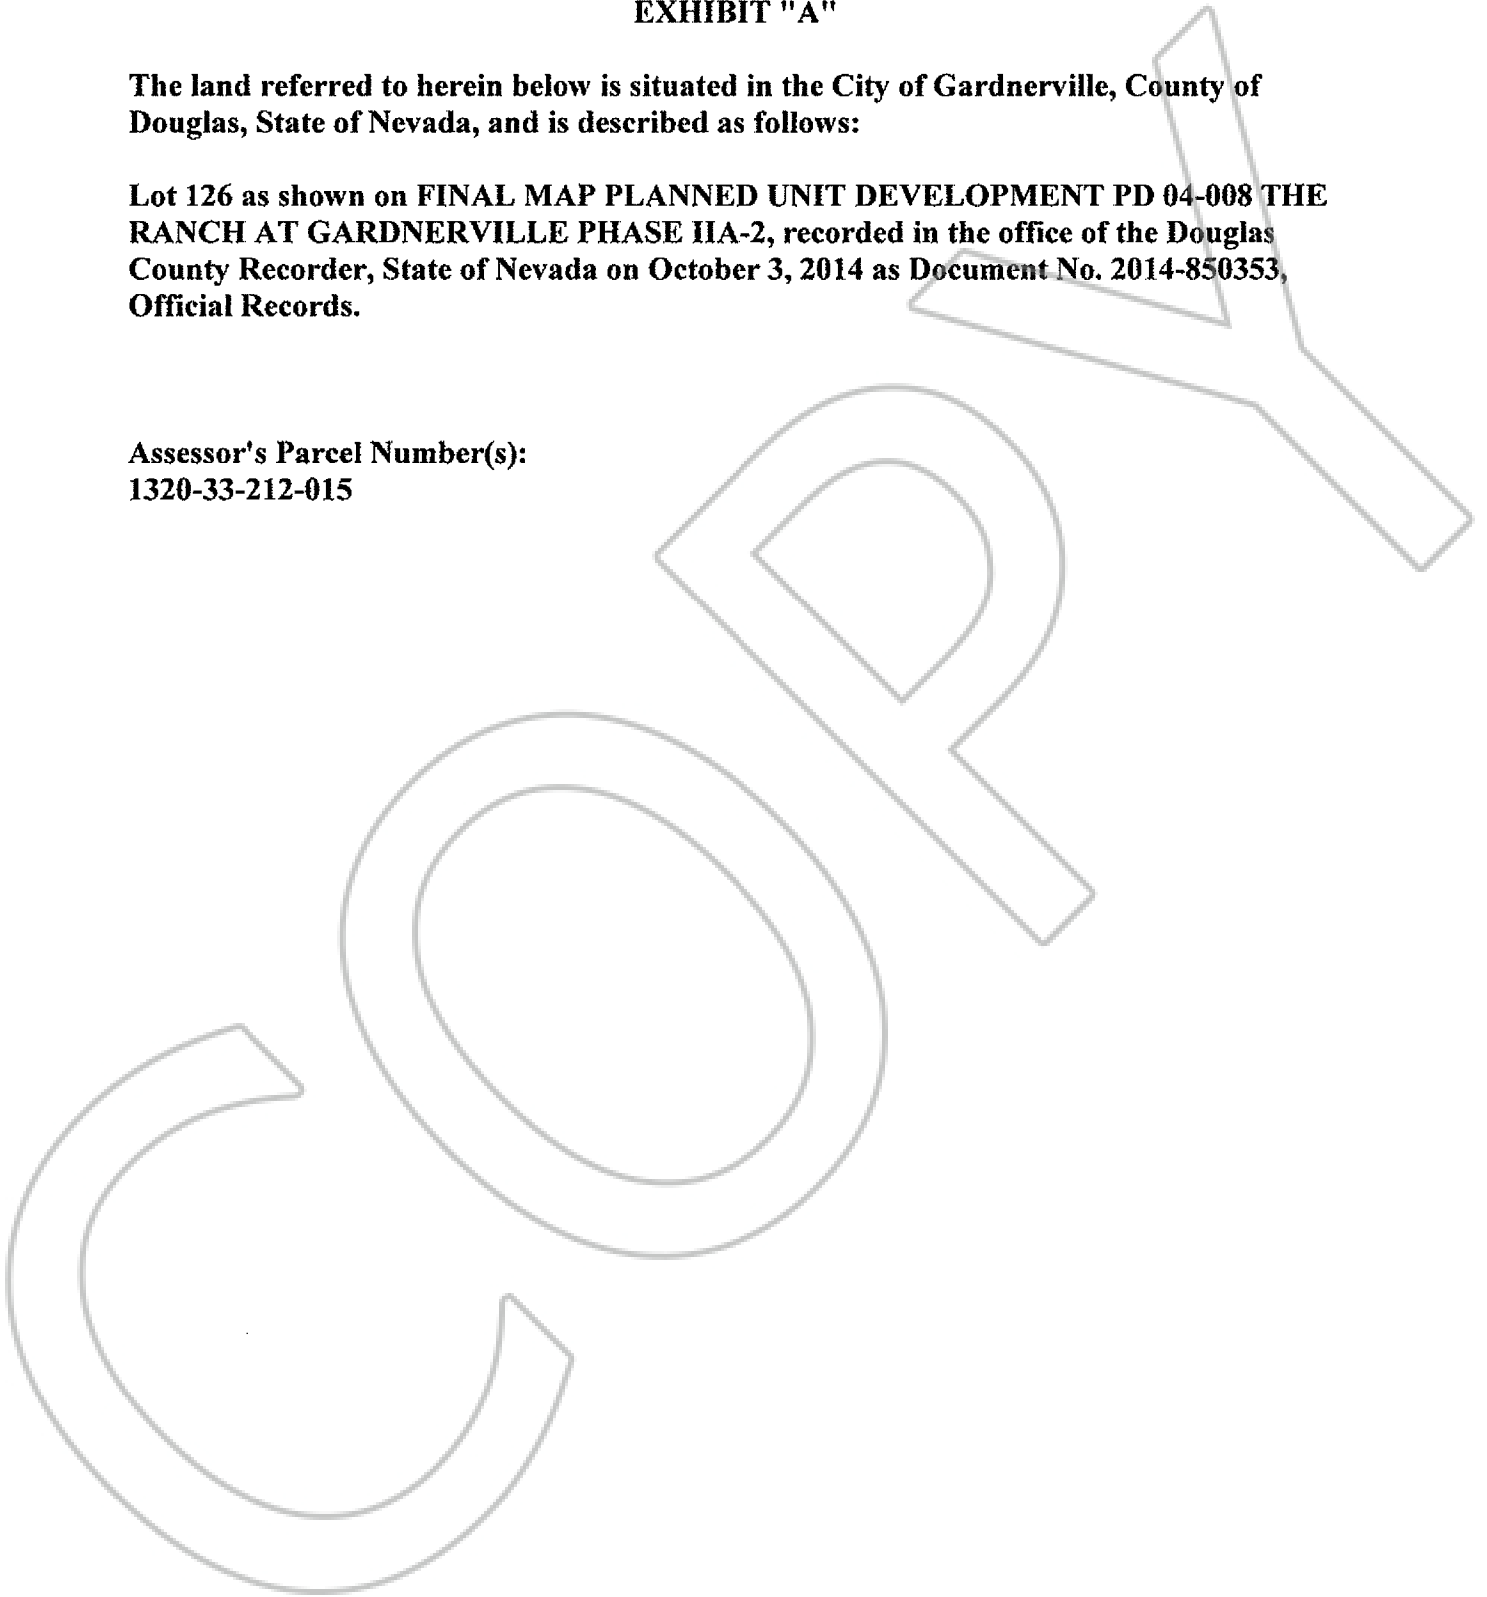 EXHIBIT "A"
The land referred to herein below is situated in the City of Gardnerville, County of
Douglas, State of Nevada, and is described as follows:
Lot 126 as shown on FINAL MAP PLANNED UNIT DEVELOPMENT PD 04-008 THE
RANCH AT GARDNERVILLE PHASE IIA-2, recorded in the office of the Douglas
County Recorder, State of Nevada on October 3, 2014 as Document No. 2014-850353,
Official Records.
Assessor's Parcel Number(s):
1320-33-212-015
COPY